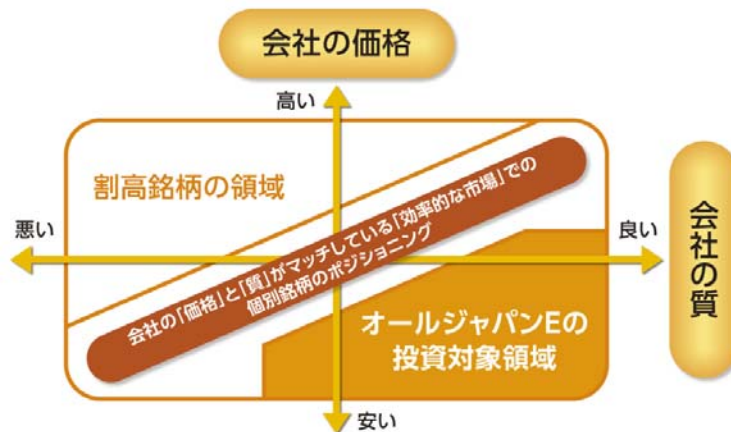 会社の価格
高い
割高銘柄の領域
会社の「価格」と「質」がマッチしている「効率的な市場」での
個別銘柄のポジショニング
悪い
良い
会社の質
オールジャパンEの
投資対象領域
安い